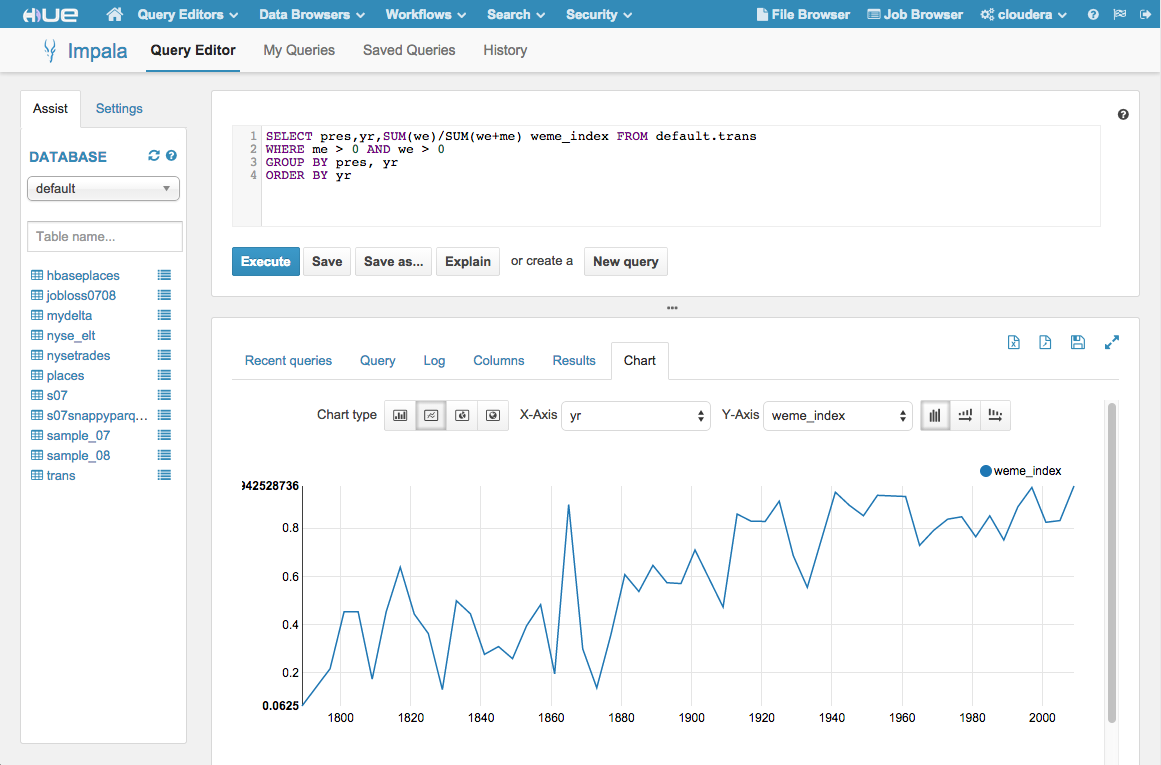 HUE Query Editors Data Browsers Workflows Search Security File Browser Job Browser cloudera
Impala Query Editor My Queries Saved Queries History
Assist Settings
DATABASE
default
Table name...
hbaseplaces
jobloss0708
mydelta
nyse_elt
nysetrades
places
s07
s07snappyparq...
sample_07
sample_08
trans
1 SELECT pres,yr,SUM(we)/SUM(we+me) weme_index FROM default.trans
2 WHERE me > 0 AND we > 0
3 GROUP BY pres, yr
4 ORDER BY yr
Execute Save Save as... Explain or create a New query
Recent queries Query Log Columns Results Chart
Chart type X-Axis yr Y-Axis weme_index
weme_index
942528736
0.8
0.6
0.4
0.2
0.0625
1800 1820 1840 1860 1880 1900 1920 1940 1960 1980 2000